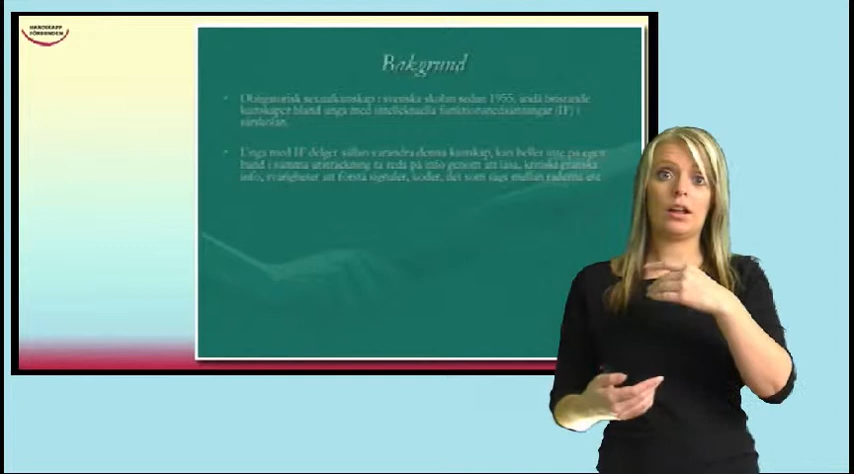 HANDIKAPP
FÖRBUNDEN
Bakgrund
• Obligatorisk sexualkunskap i svenska skolan sedan 1955, ändå bristande
kunskaper bland unga med intellektuella funktionsnedsättningar (IF) i
särskolan.
• Unga med IF delger sällan varandra denna kunskap, kan heller inte på egen
hand i samma utsträckning ta reda på info genom att läsa, kritiskt granska
info, svårigheter att förstå signaler, koder, det som sägs mellan raderna etc